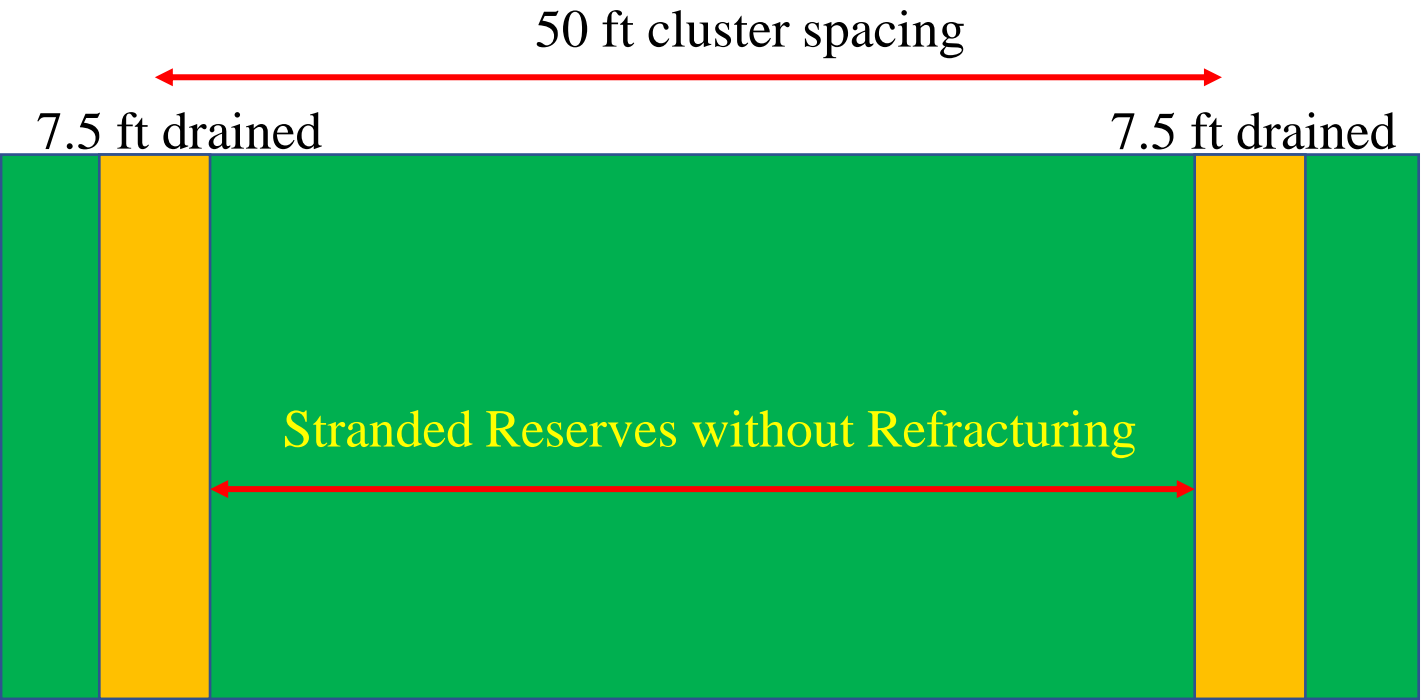 50 ft cluster spacing
7.5 ft drained
7.5 ft drained
Stranded Reserves without Refracturing